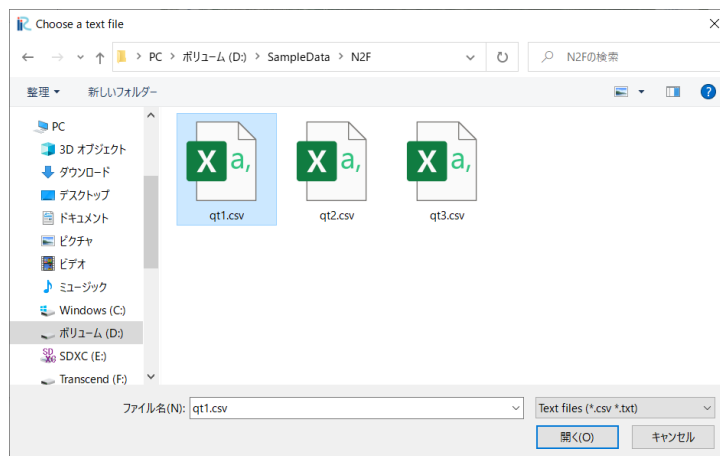 Choose a text file
PC > ボリューム (D:) > SampleData > N2F
N2Fの検索
整理
新しいフォルダー
PC
3D オブジェクト
ダウンロード
デスクトップ
ドキュメント
ピクチャ
ビデオ
ミュージック
Windows (C:)
ボリューム (D:)
SDXC (E:)
Transcend (F:)
qt1.csv
qt2.csv
qt3.csv
ファイル名(N):
qt1.csv
Text files (*.csv *.txt)
開く(O)
キャンセル